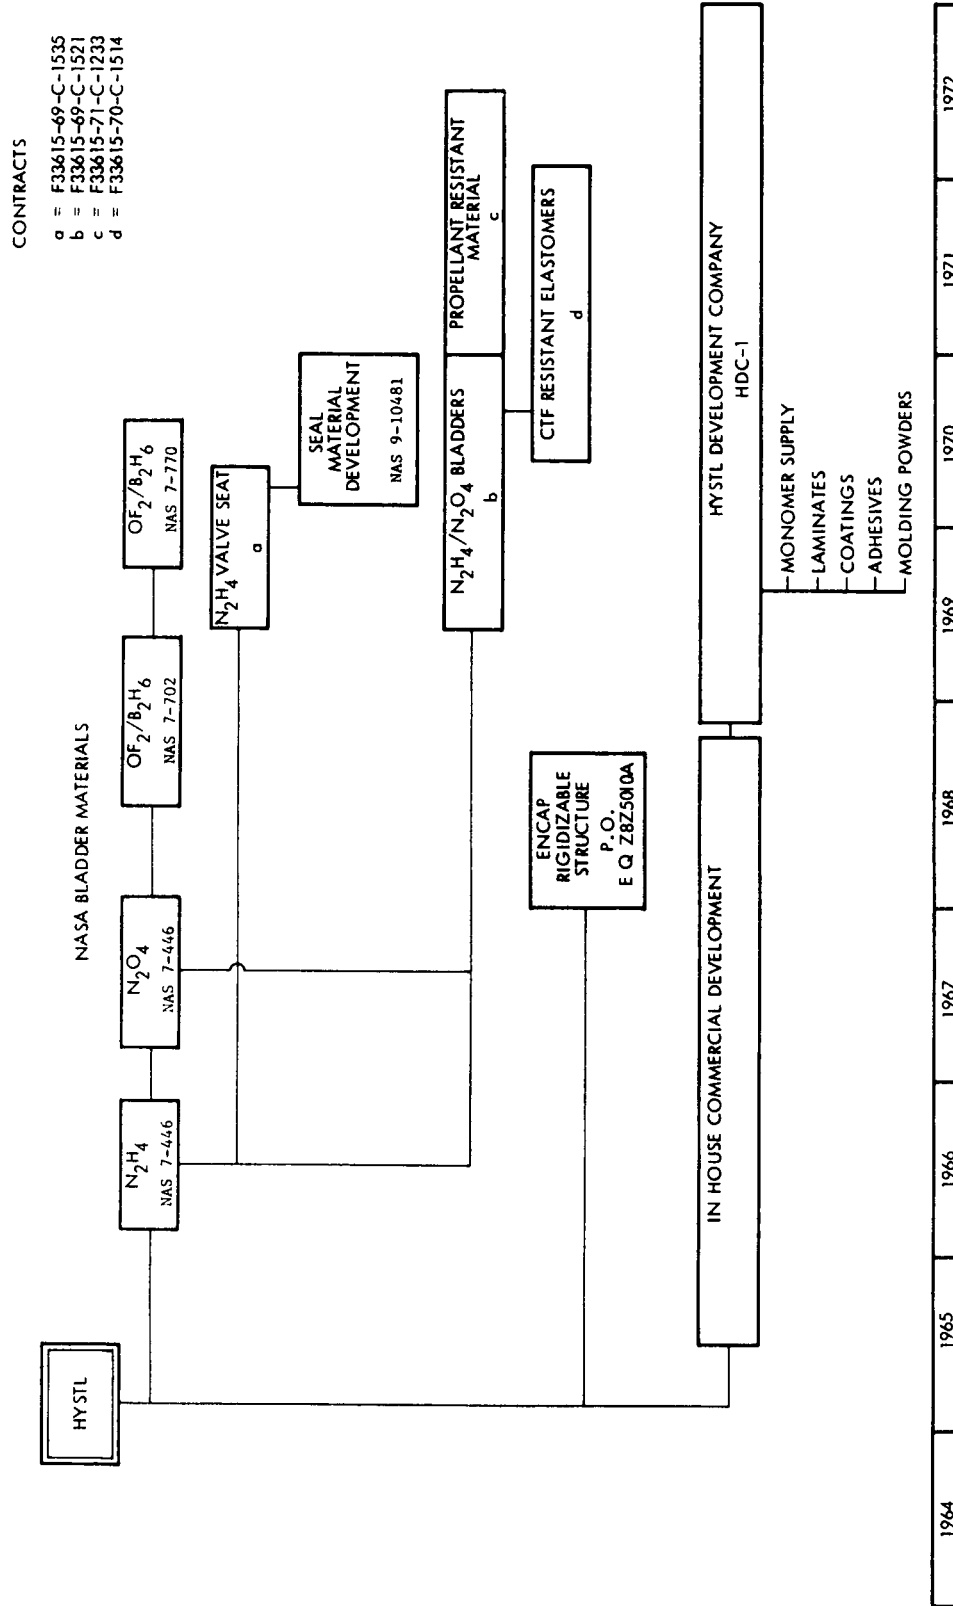 CONTRACTS
a = F33615-69-C-1535
b = F33615-69-C-1521
c = F33615-71-C-1233
d = F33615-70-C-1514
NASA BLADDER MATERIALS
HYSTL
N2H4
NAS 7-446
N2O4
NAS 7-446
OF2/B2H6
NAS 7-702
OF2/B2H6
NAS 7-770
N2H4 VALVE SEAT
a
SEAL
MATERIAL
DEVELOPMENT
NAS 9-10481
N2H4/N2O4 BLADDERS
b
PROPELLANT RESISTANT
MATERIAL
c
CTF RESISTANT ELASTOMERS
d
ENCAP
RIGIDIZABLE
STRUCTURE
P.O.
E Q Z8Z5010A
IN HOUSE COMMERCIAL DEVELOPMENT
HYSTL DEVELOPMENT COMPANY
HDC-1
MONOMER SUPPLY
LAMINATES
COATINGS
ADHESIVES
MOLDING POWDERS
1964 1965 1966 1967 1968 1969 1970 1971 1972